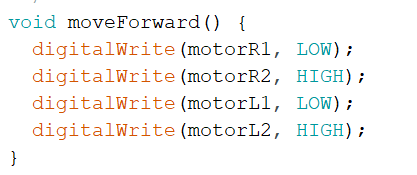 void moveForward() {
  digitalWrite(motorR1, LOW);
  digitalWrite(motorR2, HIGH);
  digitalWrite(motorL1, LOW);
  digitalWrite(motorL2, HIGH);
}